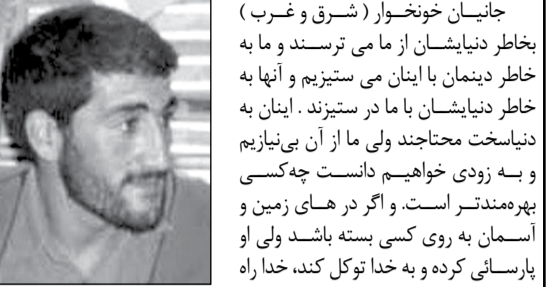 جانیان خونخوار ( شرق و غرب )
بخاطر دنیایشان از ما می ترسند و ما به
خاطر دینمان با اینان می ستیزیم و آنها به
خاطر دنیایشان با ما در ستیزند . اینان به
دنیاسخت محتاجند ولی ما از آن بی‌نیازیم
و به زودی خواهیم دانست چه‌کسی
بهره‌مندتر است. و اگر در های زمین و
آسمان به روی کسی بسته باشد ولی او
پارسائی کرده و به خدا توکل کند، خدا راه